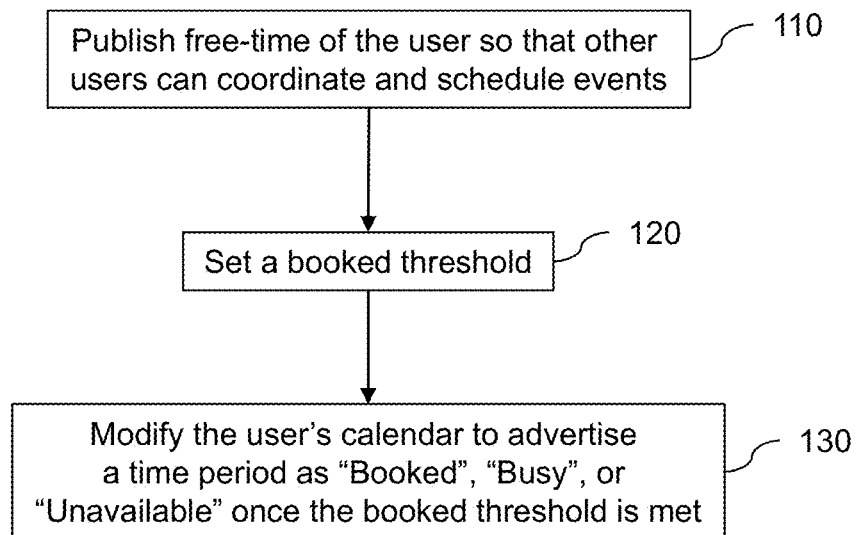 Publish free-time of the user so that other
users can coordinate and schedule events
110
Set a booked threshold
120
Modify the user’s calendar to advertise
a time period as “Booked”, “Busy”, or
“Unavailable” once the booked threshold is met
130